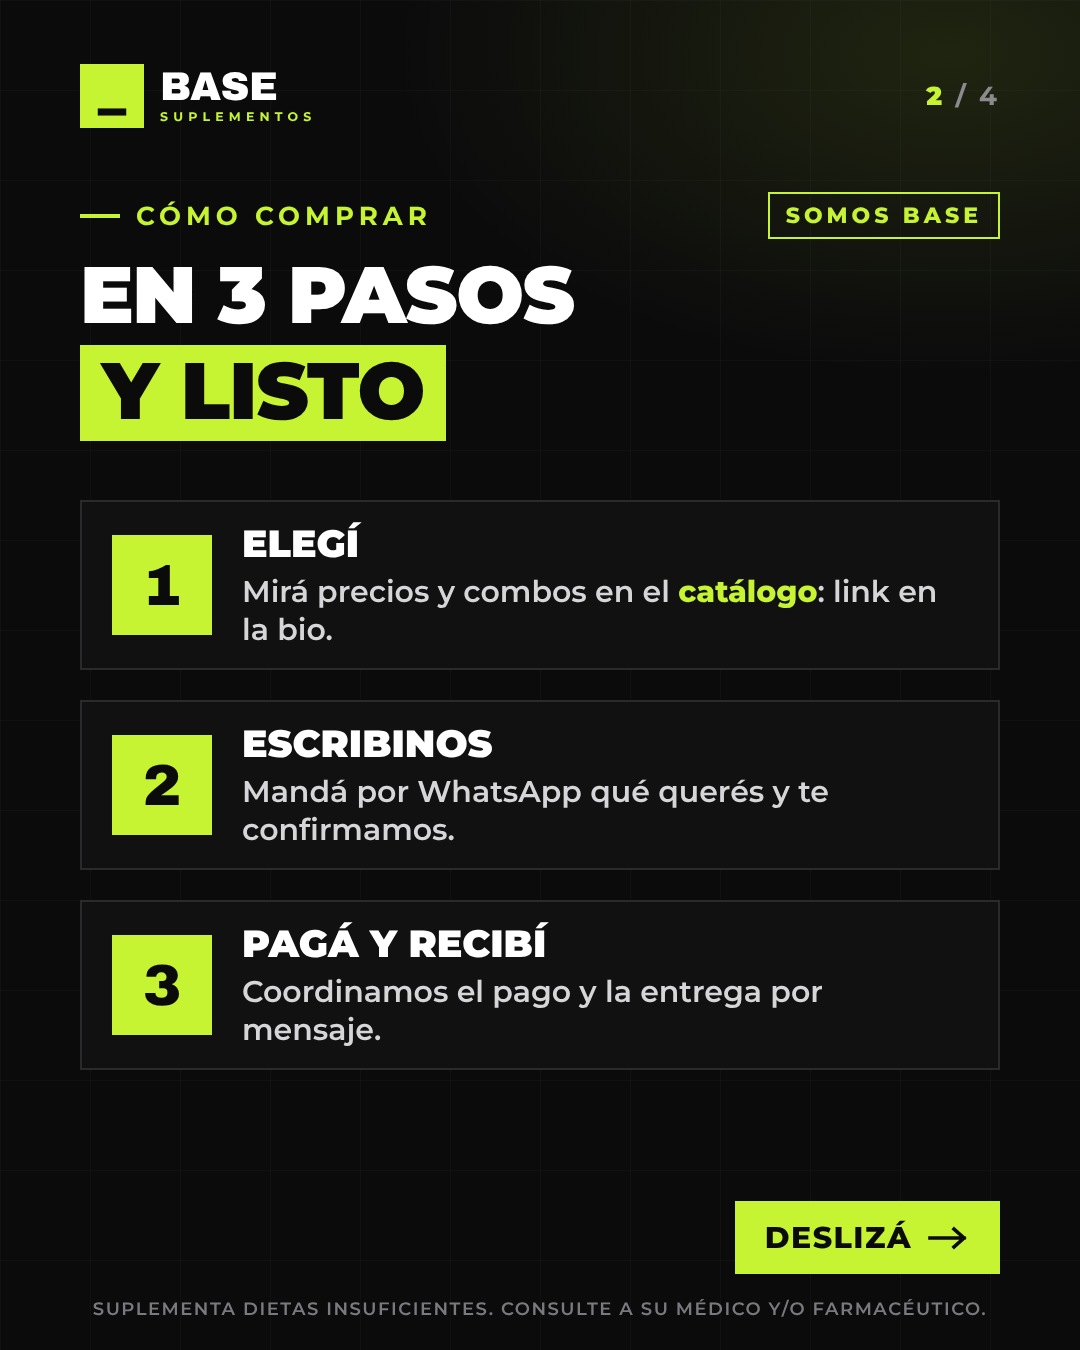 BASE
SUPLEMENTOS
2 / 4
CÓMO COMPRAR
SOMOS BASE
EN 3 PASOS
Y LISTO
1
ELEGÍ
Mirá precios y combos en el catálogo: link en
la bio.
2
ESCRIBINOS
Mandá por WhatsApp qué querés y te
confirmamos.
3
PAGÁ Y RECIBÍ
Coordinamos el pago y la entrega por
mensaje.
DESLIZÁ →
SUPLEMENTA DIETAS INSUFICIENTES. CONSULTE A SU MÉDICO Y/O FARMACÉUTICO.